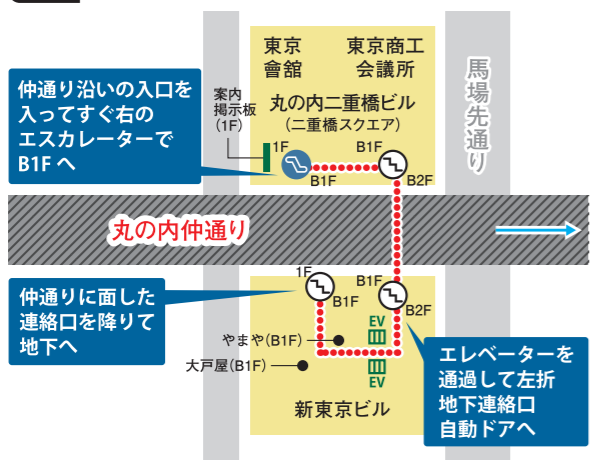 東京
會舘
東京商工
会議所
丸の内二重橋ビル
(二重橋スクエア)
案内
掲示板
(1F)
馬場先通り
仲通り沿いの入口を
入ってすぐ右の
エスカレーターで
B1F へ
1F
B1F
B1F
B2F
丸の内仲通り
仲通りに面した
連絡口を降りて
地下へ
1F
B1F
B1F
B2F
EV
やまや(B1F)
大戸屋(B1F)
EV
新東京ビル
エレベーターを
通過して左折
地下連絡口
自動ドアへ